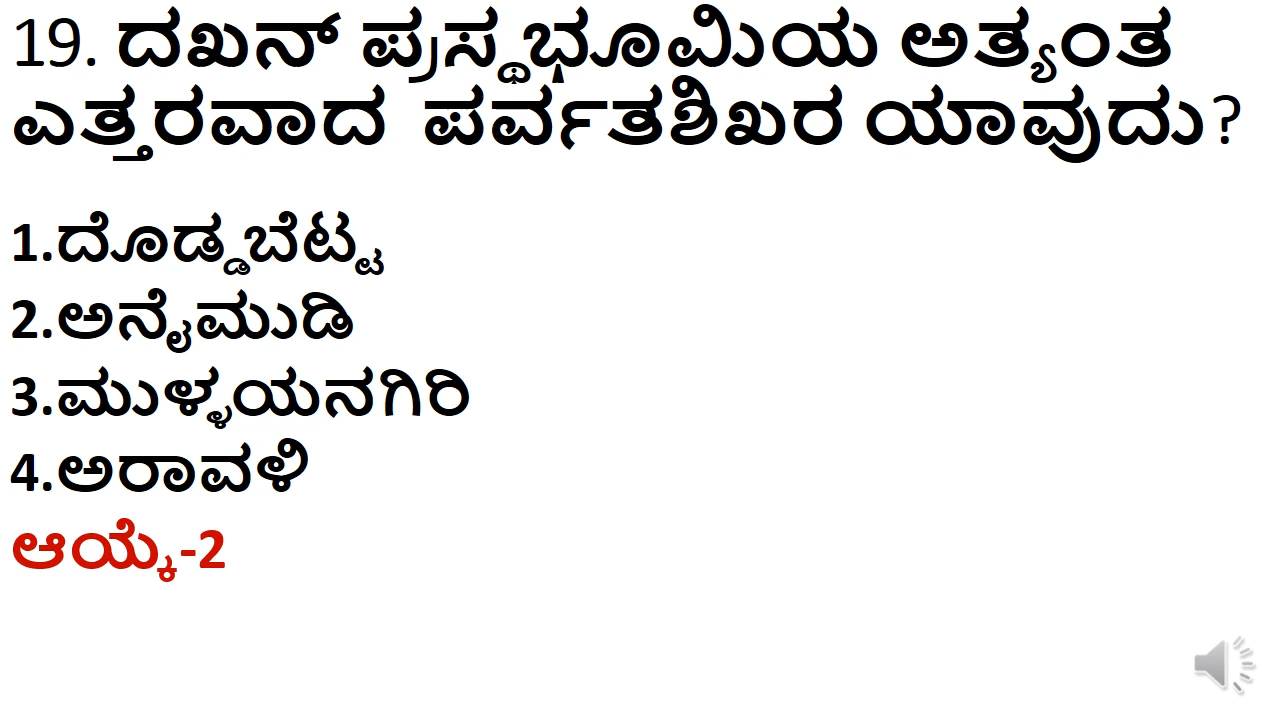 19. ದಖನ್ ಪ್ರಸ್ಥಭೂಮಿಯ ಅತ್ಯಂತ
ಎತ್ತರವಾದ ಪರ್ವತಶಿಖರ ಯಾವುದು?
1.ದೊಡ್ಡಬೆಟ್ಟ
2.ಅನೈಮುಡಿ
3.ಮುಳ್ಳಯನಗಿರಿ
4.ಅರಾವಳಿ
ಆಯ್ಕೆ-2